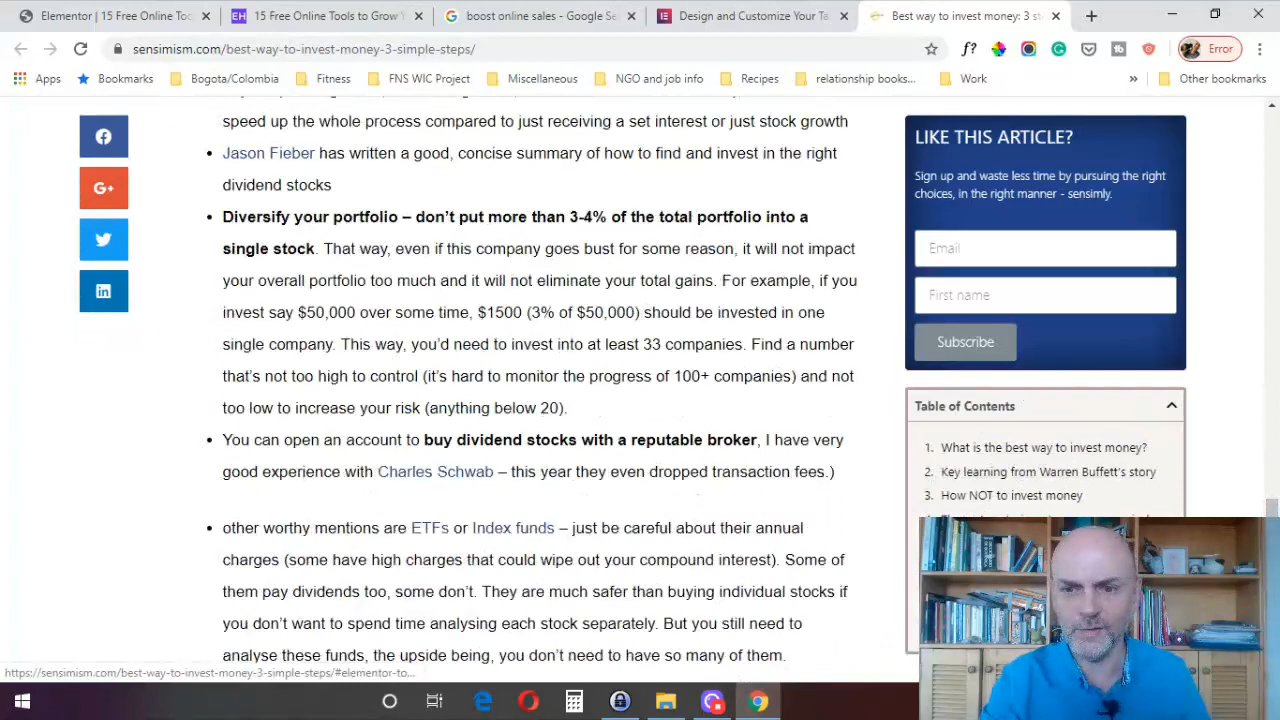 Elementor | 15 Free Online Toc
15 Free Online Tools to Grow Y
boost online sales - Google Se
Design and Customize Your Ta
Best way to invest money: 3 s
sensimism.com/best-way-to-invest-money-3-simple-steps/
f?
Error
Apps
Bookmarks
Bogota/Colombia
Fitness
FNS WIC Project
Miscellaneous
NGO and job info
Recipes
relationship books...
Work
Other bookmarks
speed up the whole process compared to just receiving a set interest or just stock growth
Jason Fieber has written a good, concise summary of how to find and invest in the right
dividend stocks
Diversify your portfolio – don't put more than 3-4% of the total portfolio into a
single stock. That way, even if this company goes bust for some reason, it will not impact
your overall portfolio too much and it will not eliminate your total gains. For example, if you
invest say $50,000 over some time, $1500 (3% of $50,000) should be invested in one
single company. This way, you'd need to invest into at least 33 companies. Find a number
that's not too high to control (it's hard to monitor the progress of 100+ companies) and not
too low to increase your risk (anything below 20).
You can open an account to buy dividend stocks with a reputable broker, I have very
good experience with Charles Schwab – this year they even dropped transaction fees.)
other worthy mentions are ETFs or Index funds – just be careful about their annual
charges (some have high charges that could wipe out your compound interest). Some of
them pay dividends too, some don't. They are much safer than buying individual stocks if
you don't want to spend time analysing each stock separately. But you still need to
analyse these funds, the upside being, you don't need to have so many of them.
LIKE THIS ARTICLE?
Sign up and waste less time by pursuing the right
choices, in the right manner - sensimly.
Email
First name
Subscribe
Table of Contents
1. What is the best way to invest money?
2. Key learning from Warren Buffett's story
3. How NOT to invest money
https://sensimism.com/best-way-to-invest-money-3-simple-steps/#elementor-to...